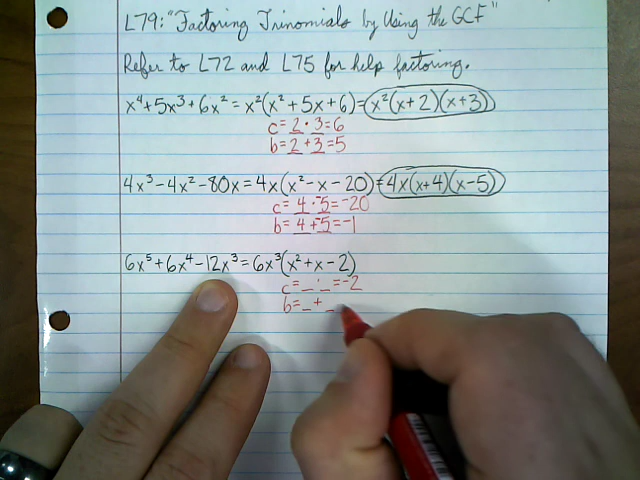 L79: "Factoring Trinomials by Using the GCF"
Refer to L72 and L75 for help factoring.
x⁴+5x³+6x² = x²(x²+5x+6) = x²(x+2)(x+3)
c = 2 · 3 = 6
b = 2 + 3 = 5
4x³-4x²-80x = 4x(x²-x-20) = 4x(x+4)(x-5)
c = 4 · -5 = -20
b = 4 + -5 = -1
6x⁵+6x⁴-12x³ = 6x³(x²+x-2)
c = _ · _ = -2
b = _ + _